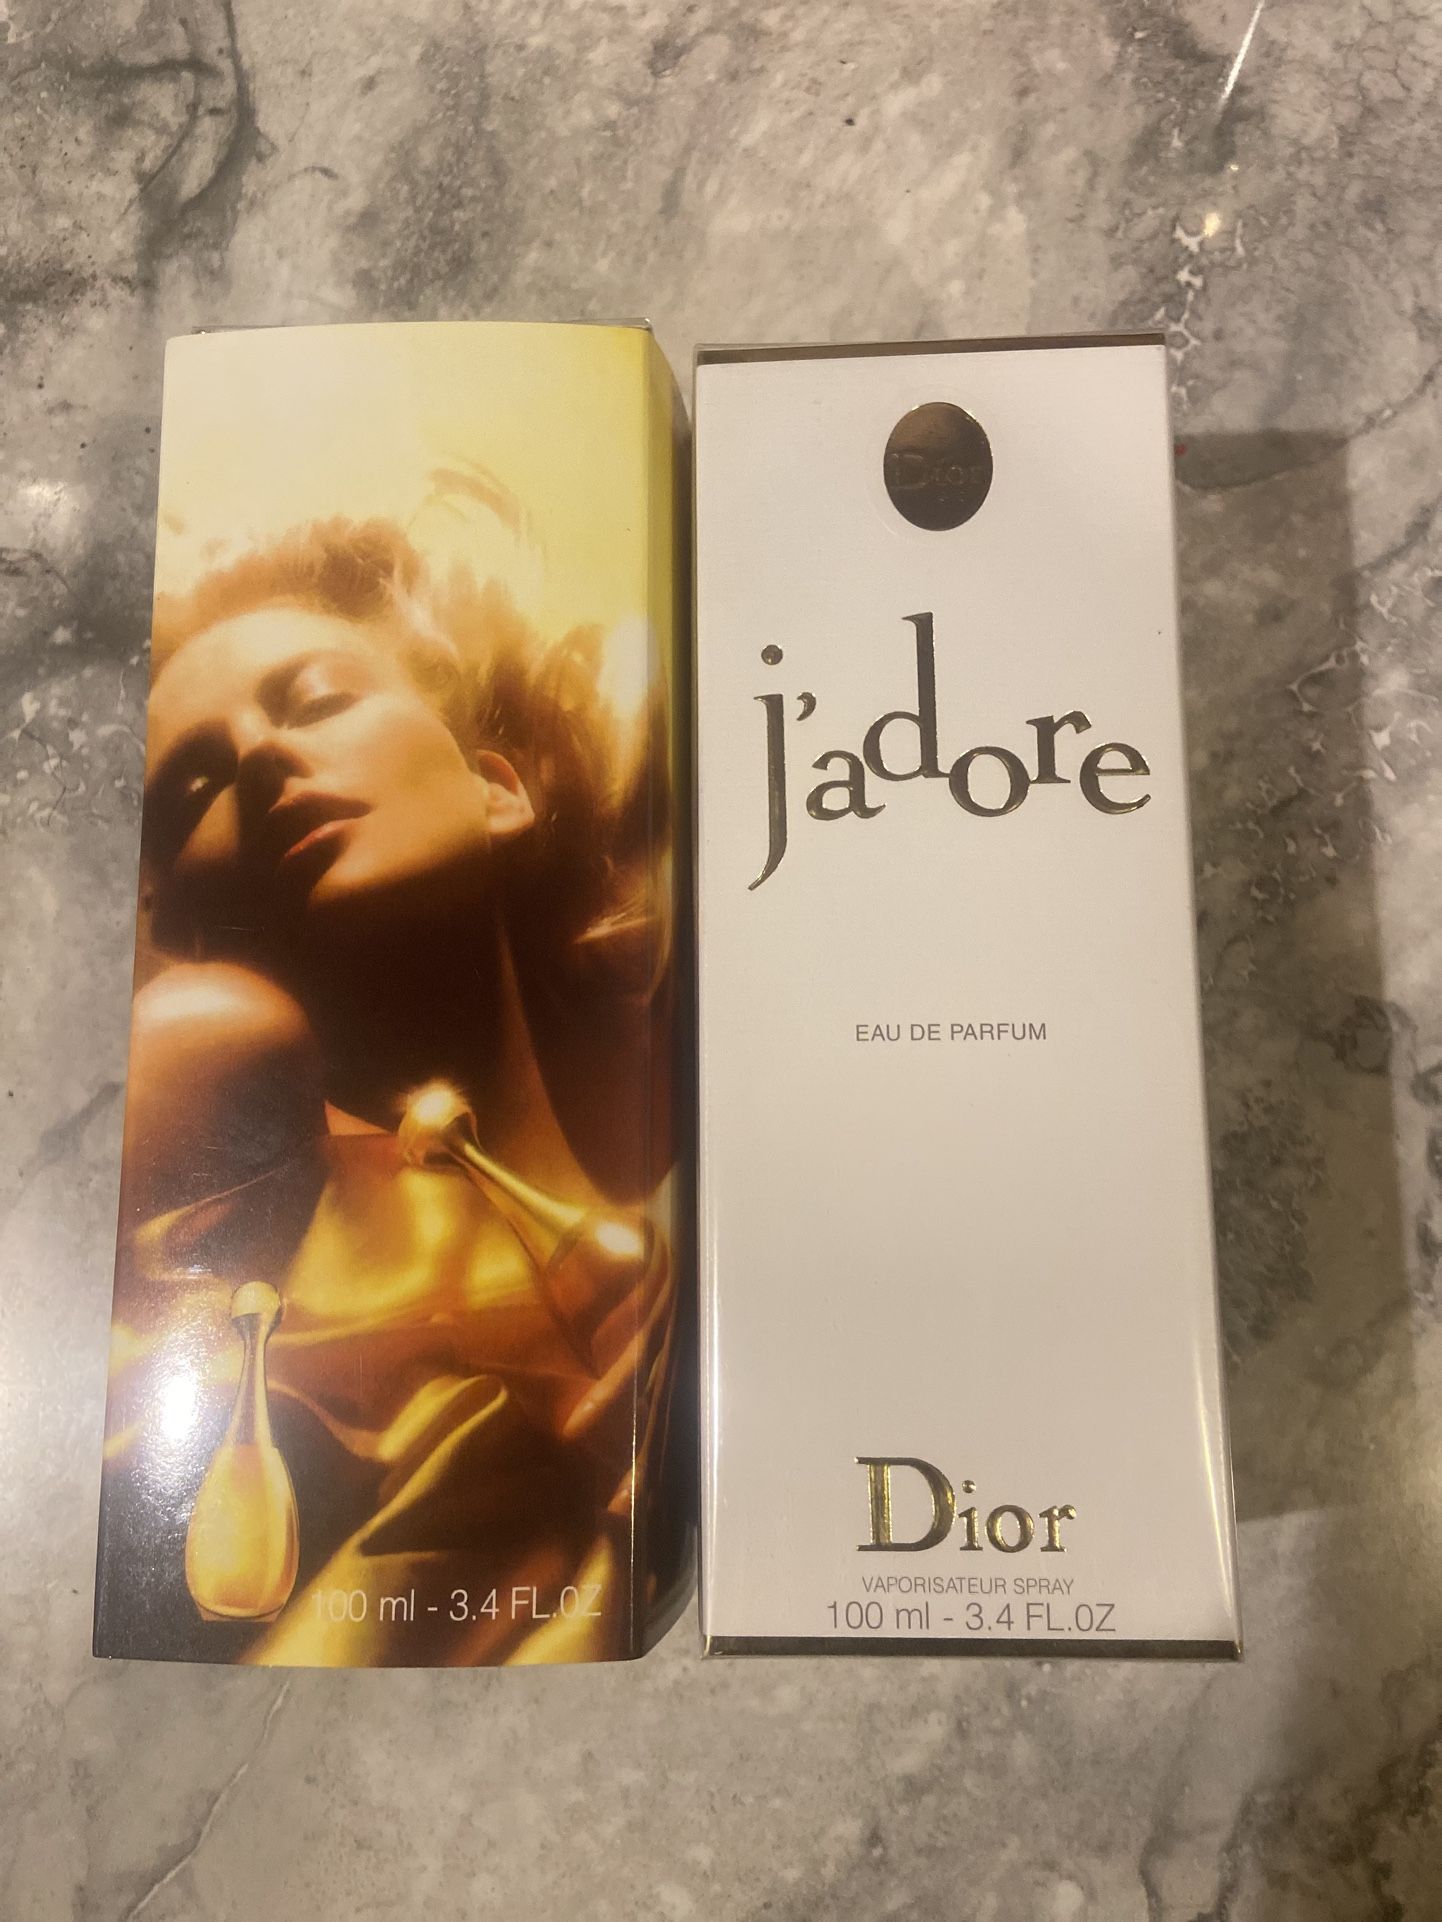 100 ml - 3.4 FL.OZ
Dior
j'adore
EAU DE PARFUM
Dior
VAPORISATEUR SPRAY
100 ml - 3.4 FL.OZ